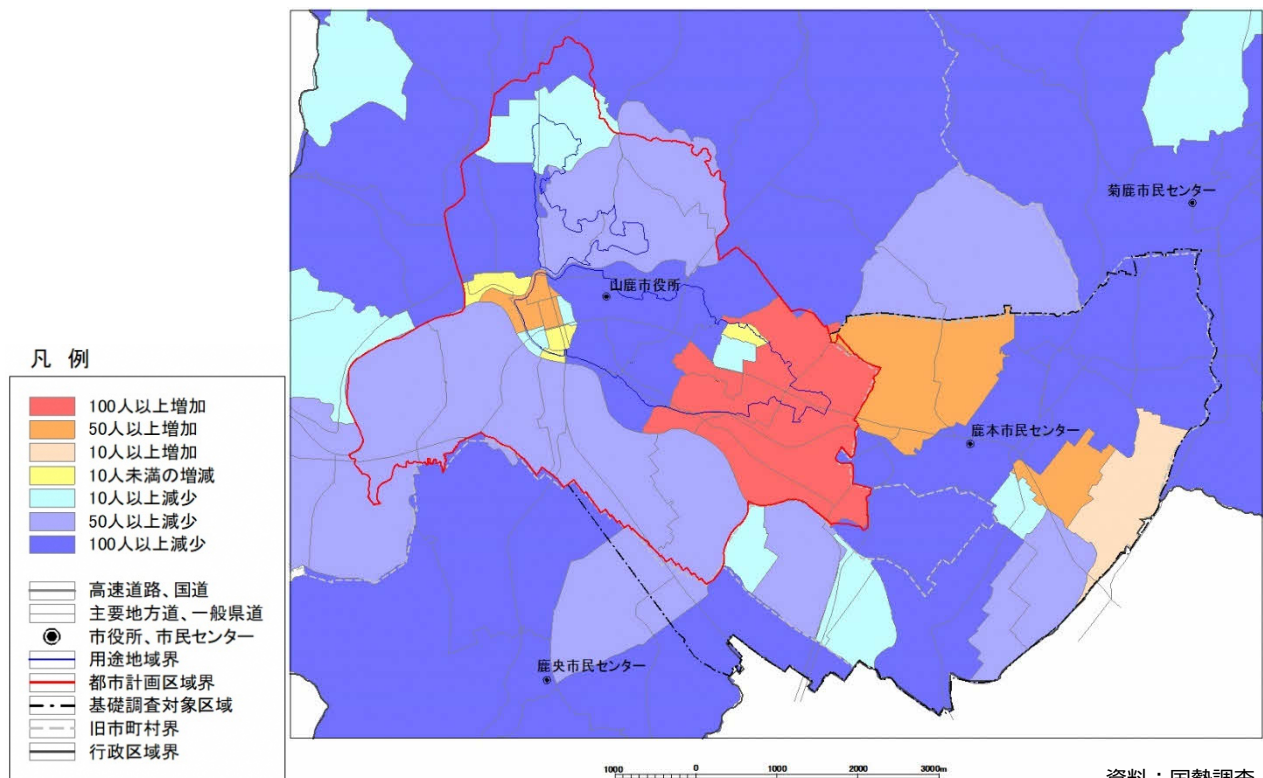 菊鹿市民センター
山鹿市役所
鹿本市民センター
鹿央市民センター
凡 例
100人以上増加
50人以上増加
10人以上増加
10人未満の増減
10人以上減少
50人以上減少
100人以上減少
高速道路、国道
主要地方道、一般県道
市役所、市民センター
用途地域界
都市計画区域界
基礎調査対象区域
旧市町村界
行政区域界
1000 0 1000 2000 3000m
資料：国勢調査